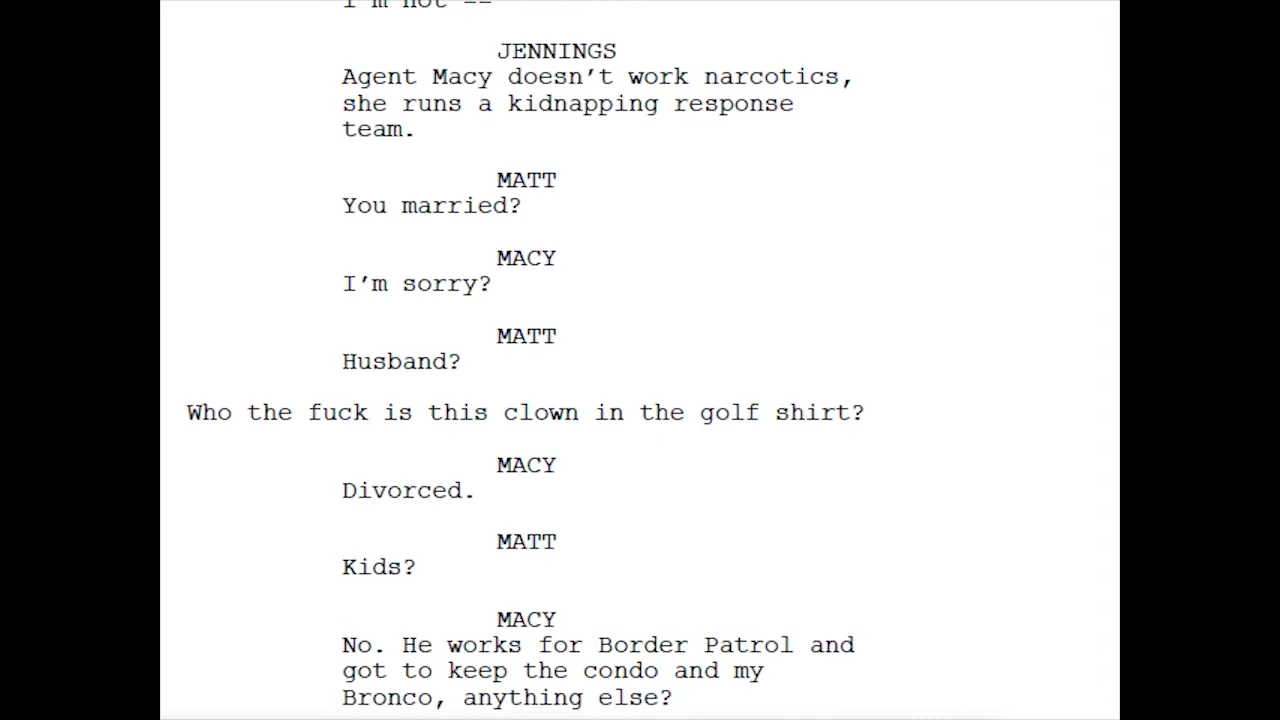 I'm not --
JENNINGS
Agent Macy doesn't work narcotics,
she runs a kidnapping response
team.
MATT
You married?
MACY
I'm sorry?
MATT
Husband?
Who the fuck is this clown in the golf shirt?
MACY
Divorced.
MATT
Kids?
MACY
No. He works for Border Patrol and
got to keep the condo and my
Bronco, anything else?